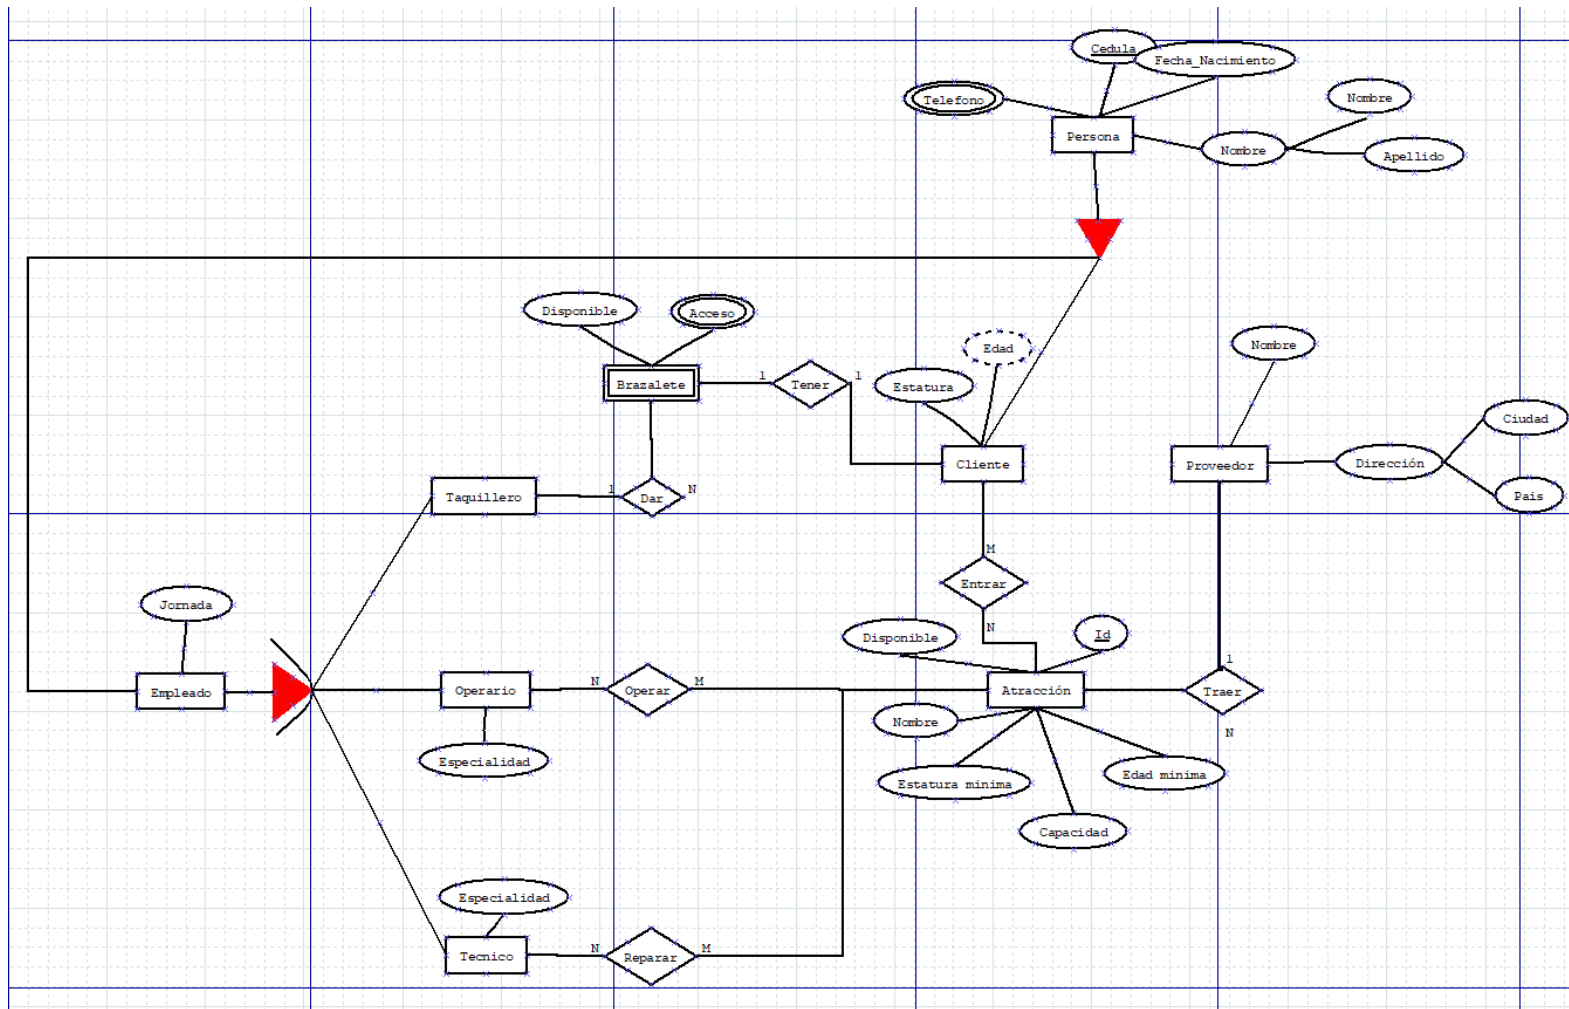 Cedula
Fecha_Nacimiento
Telefono
Nombre
Persona
Nombre
Apellido
Disponible
Acceso
Edad
Nombre
Brazalete
1
Tener
1
Estatura
Ciudad
Cliente
Proveedor
Dirección
Taquillero
1
Dar
N
Pais
M
Entrar
Jornada
N
Disponible
Id
1
Empleado
Operario
N
Operar
M
Atracción
Traer
Nombre
N
Especialidad
Estatura minima
Edad minima
Capacidad
Especialidad
Tecnico
N
Reparar
M